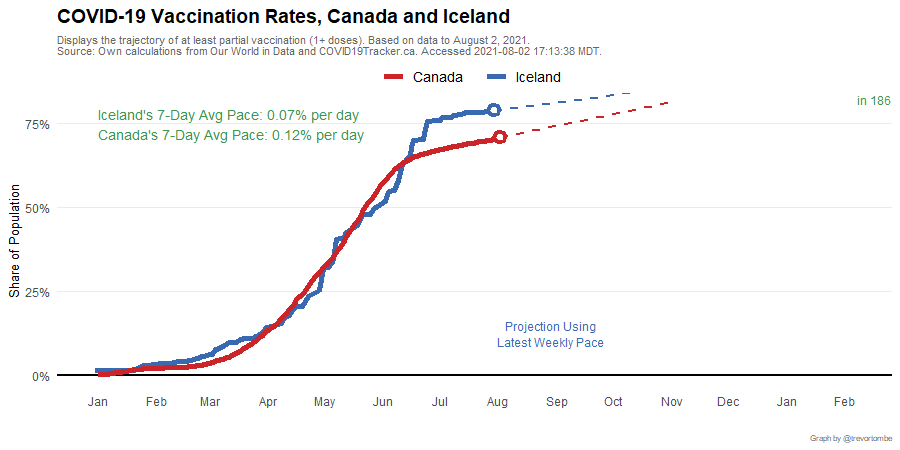 COVID-19 Vaccination Rates, Canada and Iceland
Displays the trajectory of at least partial vaccination (1+ doses). Based on data to August 2, 2021.
Source: Own calculations from Our World in Data and COVID19Tracker.ca. Accessed 2021-08-02 17:13:38 MDT.
Canada Iceland
Iceland's 7-Day Avg Pace: 0.07% per day
Canada's 7-Day Avg Pace: 0.12% per day
in 186
75%
50%
25%
0%
Share of Population
Projection Using
Latest Weekly Pace
Jan Feb Mar Apr May Jun Jul Aug Sep Oct Nov Dec Jan Feb
Graph by @trevortombe